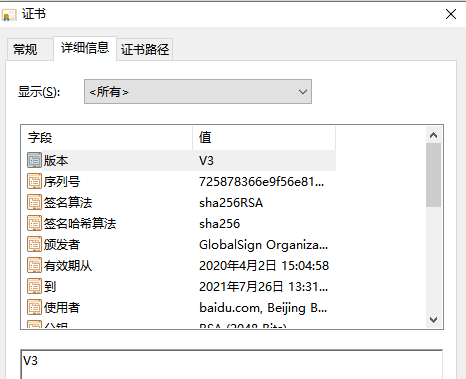 证书
常规 详细信息 证书路径
显示(S): <所有>
字段 值
版本 V3
序列号 725878366e9f56e81...
签名算法 sha256RSA
签名哈希算法 sha256
颁发者 GlobalSign Organiza...
有效期从 2020年4月2日 15:04:58
到 2021年7月26日 13:31...
使用者 baidu.com, Beijing B...
公钥 RSA (2048 Bits)
V3